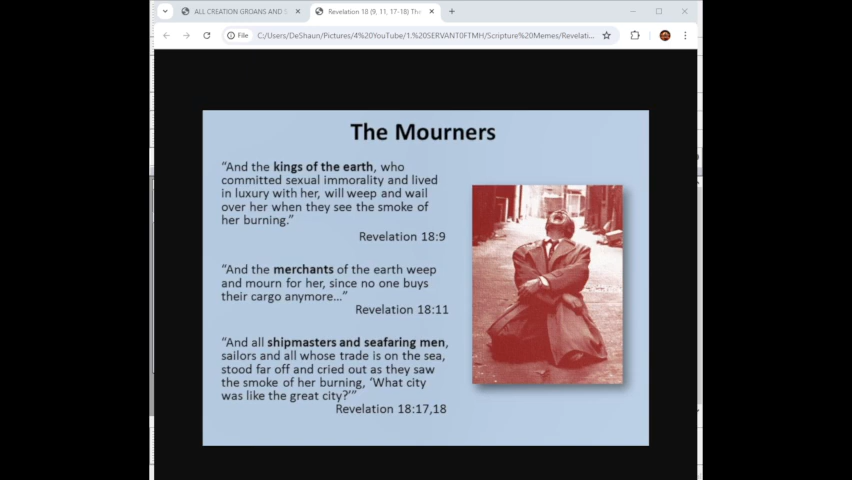 ALL CREATION GROANS AND S
Revelation 18 (9, 11, 17-18) Th
File
C:/Users/DeShaun/Pictures/4%20YouTube/1.%20SERVANT0FTMH/Scripture%20Memes/Revelati...
The Mourners
“And the kings of the earth, who
committed sexual immorality and lived
in luxury with her, will weep and wail
over her when they see the smoke of
her burning.”
Revelation 18:9
“And the merchants of the earth weep
and mourn for her, since no one buys
their cargo anymore…”
Revelation 18:11
“And all shipmasters and seafaring men,
sailors and all whose trade is on the sea,
stood far off and cried out as they saw
the smoke of her burning, ‘What city
was like the great city?’”
Revelation 18:17,18